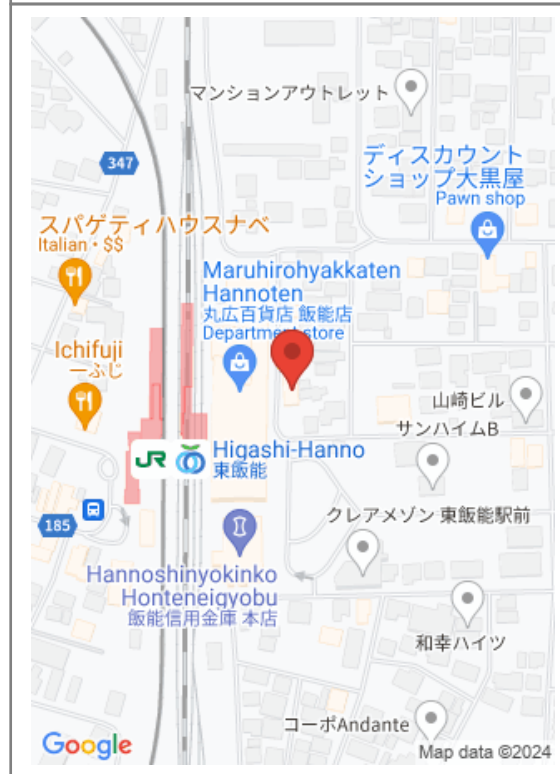 マンションアウトレット
347
ディスカウント
ショップ大黒屋
Pawn shop
スパゲティハウスナベ
Italian・$$
Maruhirohyakkaten
Hannoten
丸広百貨店 飯能店
Department store
Ichifuji
一ふじ
山崎ビル
サンハイムB
JR
Higashi-Hanno
東飯能
185
クレアメゾン 東飯能駅前
Hannoshinyokinko
Honteneigyobu
飯能信用金庫 本店
和幸ハイツ
コーポAndante
Google
Map data ©2024